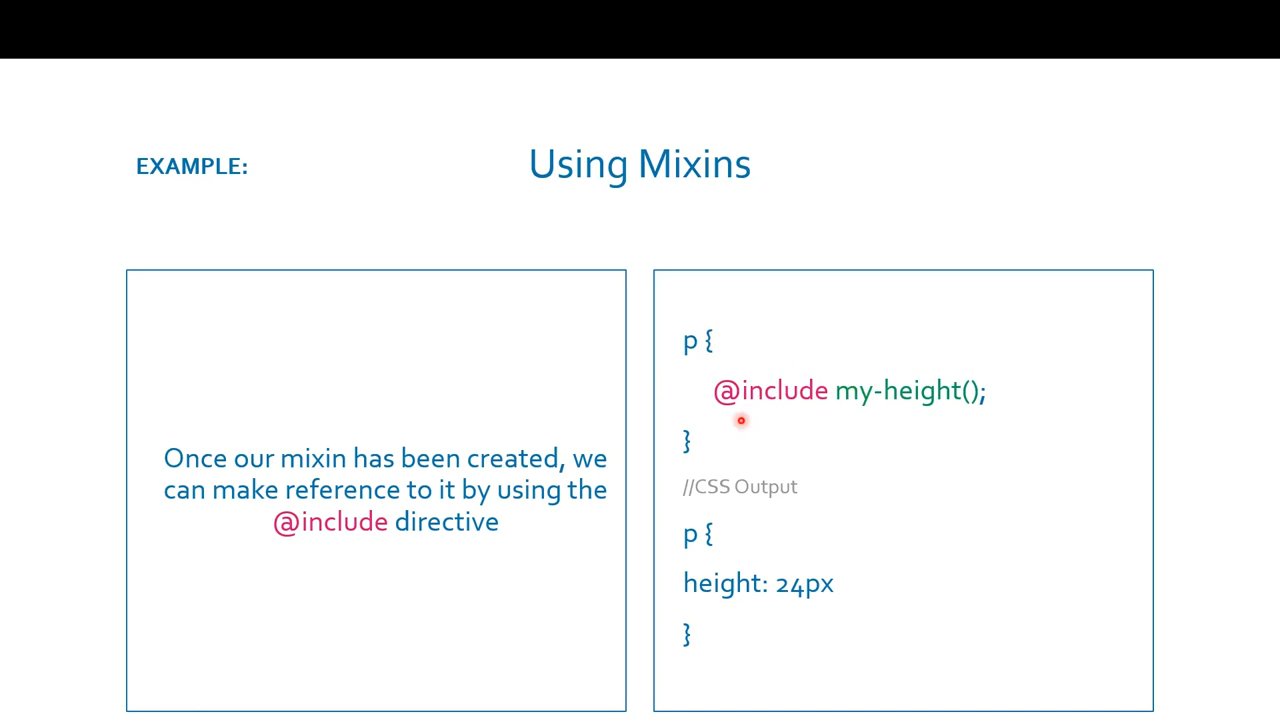 EXAMPLE:
Using Mixins
Once our mixin has been created, we
can make reference to it by using the
@include directive
p {
@include my-height();
}
//CSS Output
p {
height: 24px
}